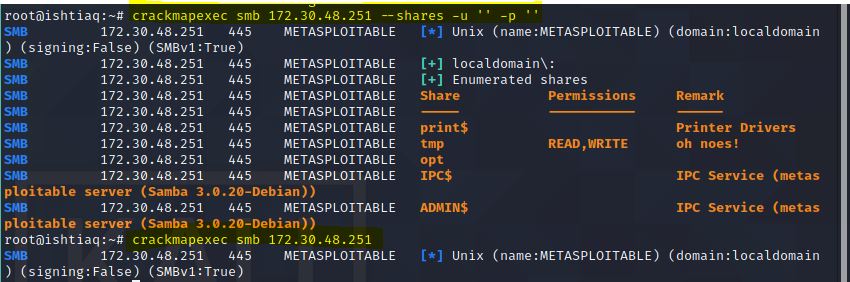 root@ishtiaq:~# crackmapexec smb 172.30.48.251 --shares -u '' -p ''
SMB 172.30.48.251 445 METASPLOITABLE [*] Unix (name:METASPLOITABLE) (domain:localdomain
) (signing:False) (SMBv1:True)
SMB 172.30.48.251 445 METASPLOITABLE [+] localdomain\:
SMB 172.30.48.251 445 METASPLOITABLE [+] Enumerated shares
SMB 172.30.48.251 445 METASPLOITABLE Share Permissions Remark
SMB 172.30.48.251 445 METASPLOITABLE ----- ----------- ------
SMB 172.30.48.251 445 METASPLOITABLE print$ Printer Drivers
SMB 172.30.48.251 445 METASPLOITABLE tmp READ,WRITE oh noes!
SMB 172.30.48.251 445 METASPLOITABLE opt
SMB 172.30.48.251 445 METASPLOITABLE IPC$ IPC Service (metas
ploitable server (Samba 3.0.20-Debian))
SMB 172.30.48.251 445 METASPLOITABLE ADMIN$ IPC Service (metas
ploitable server (Samba 3.0.20-Debian))
root@ishtiaq:~# crackmapexec smb 172.30.48.251
SMB 172.30.48.251 445 METASPLOITABLE [*] Unix (name:METASPLOITABLE) (domain:localdomain
) (signing:False) (SMBv1:True)